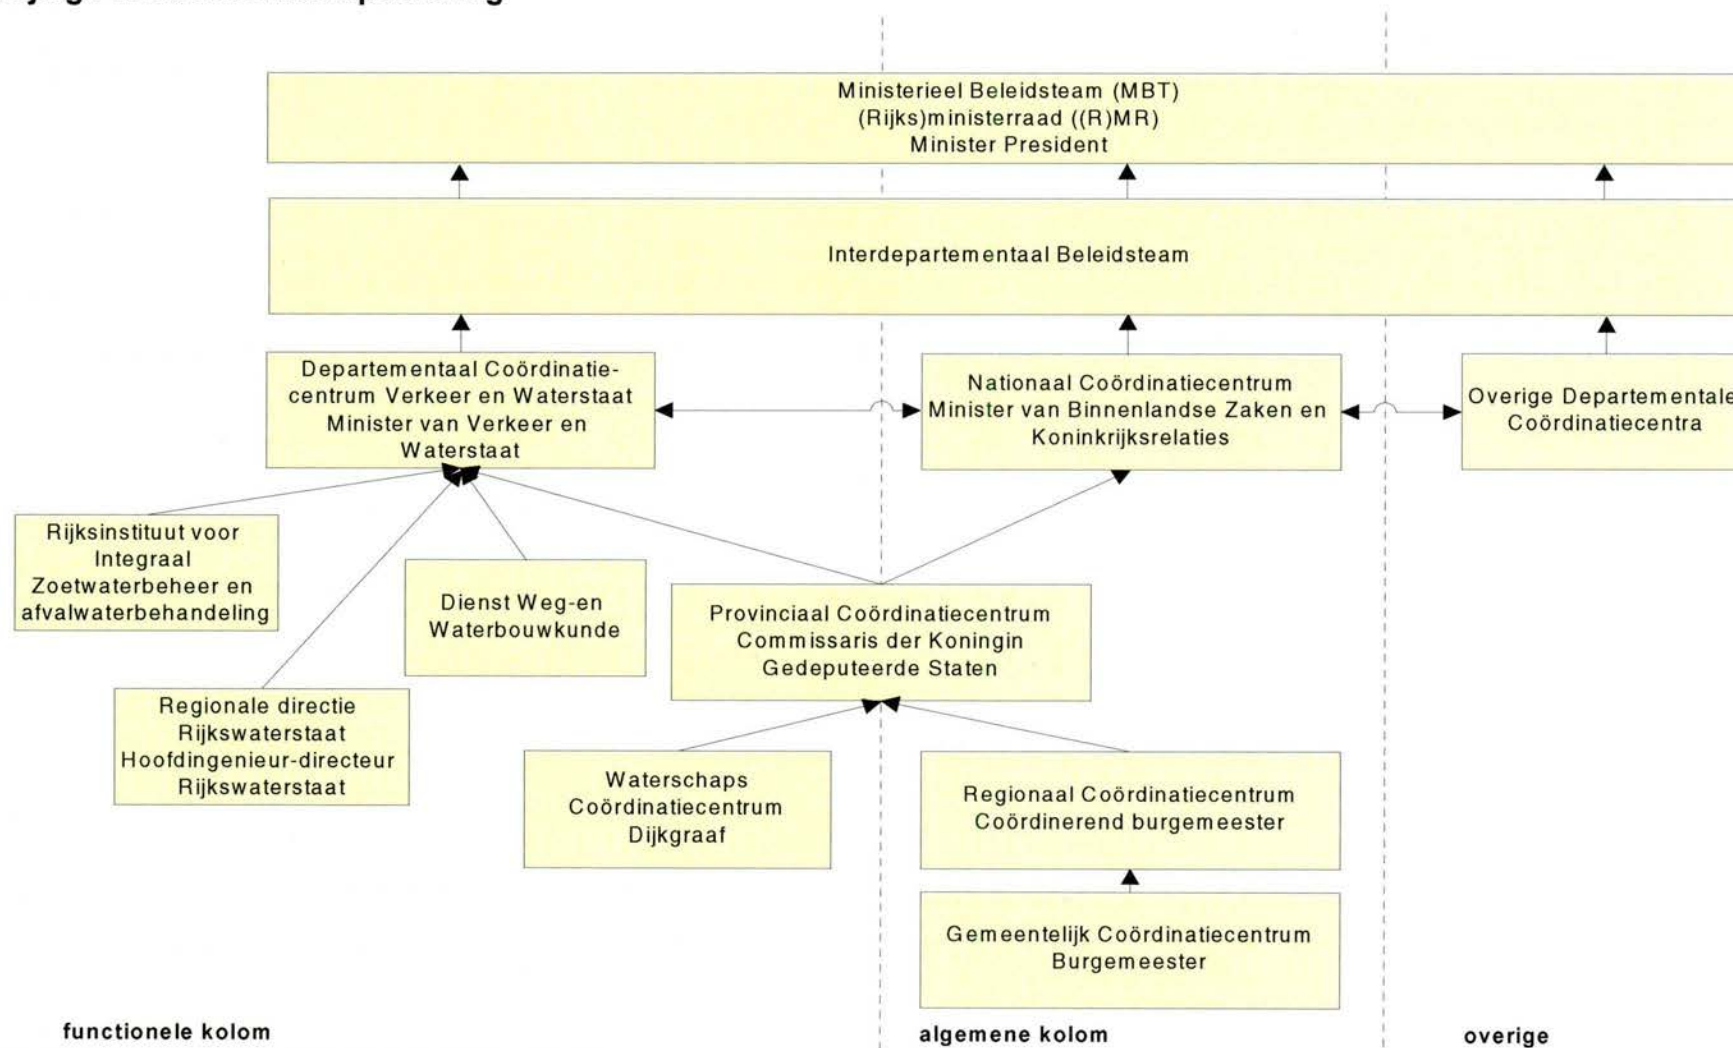 Ministerieel Beleidsteam (MBT)
(Rijks)ministerraad ((R)MR)
Minister President
Interdepartementaal Beleidsteam
Departementaal Coördinatie-
centrum Verkeer en Waterstaat
Minister van Verkeer en
Waterstaat
Nationaal Coördinatiecentrum
Minister van Binnenlandse Zaken en
Koninkrijksrelaties
Overige Departementale
Coördinatiecentra
Rijksinstituut voor
Integraal
Zoetwaterbeheer en
afvalwaterbehandeling
Dienst Weg-en
Waterbouwkunde
Provinciaal Coördinatiecentrum
Commissaris der Koningin
Gedeputeerde Staten
Regionale directie
Rijkswaterstaat
Hoofdingenieur-directeur
Rijkswaterstaat
Waterschaps
Coördinatiecentrum
Dijkgraaf
Regionaal Coördinatiecentrum
Coördinerend burgemeester
Gemeentelijk Coördinatiecentrum
Burgemeester
functionele kolom
algemene kolom
overige